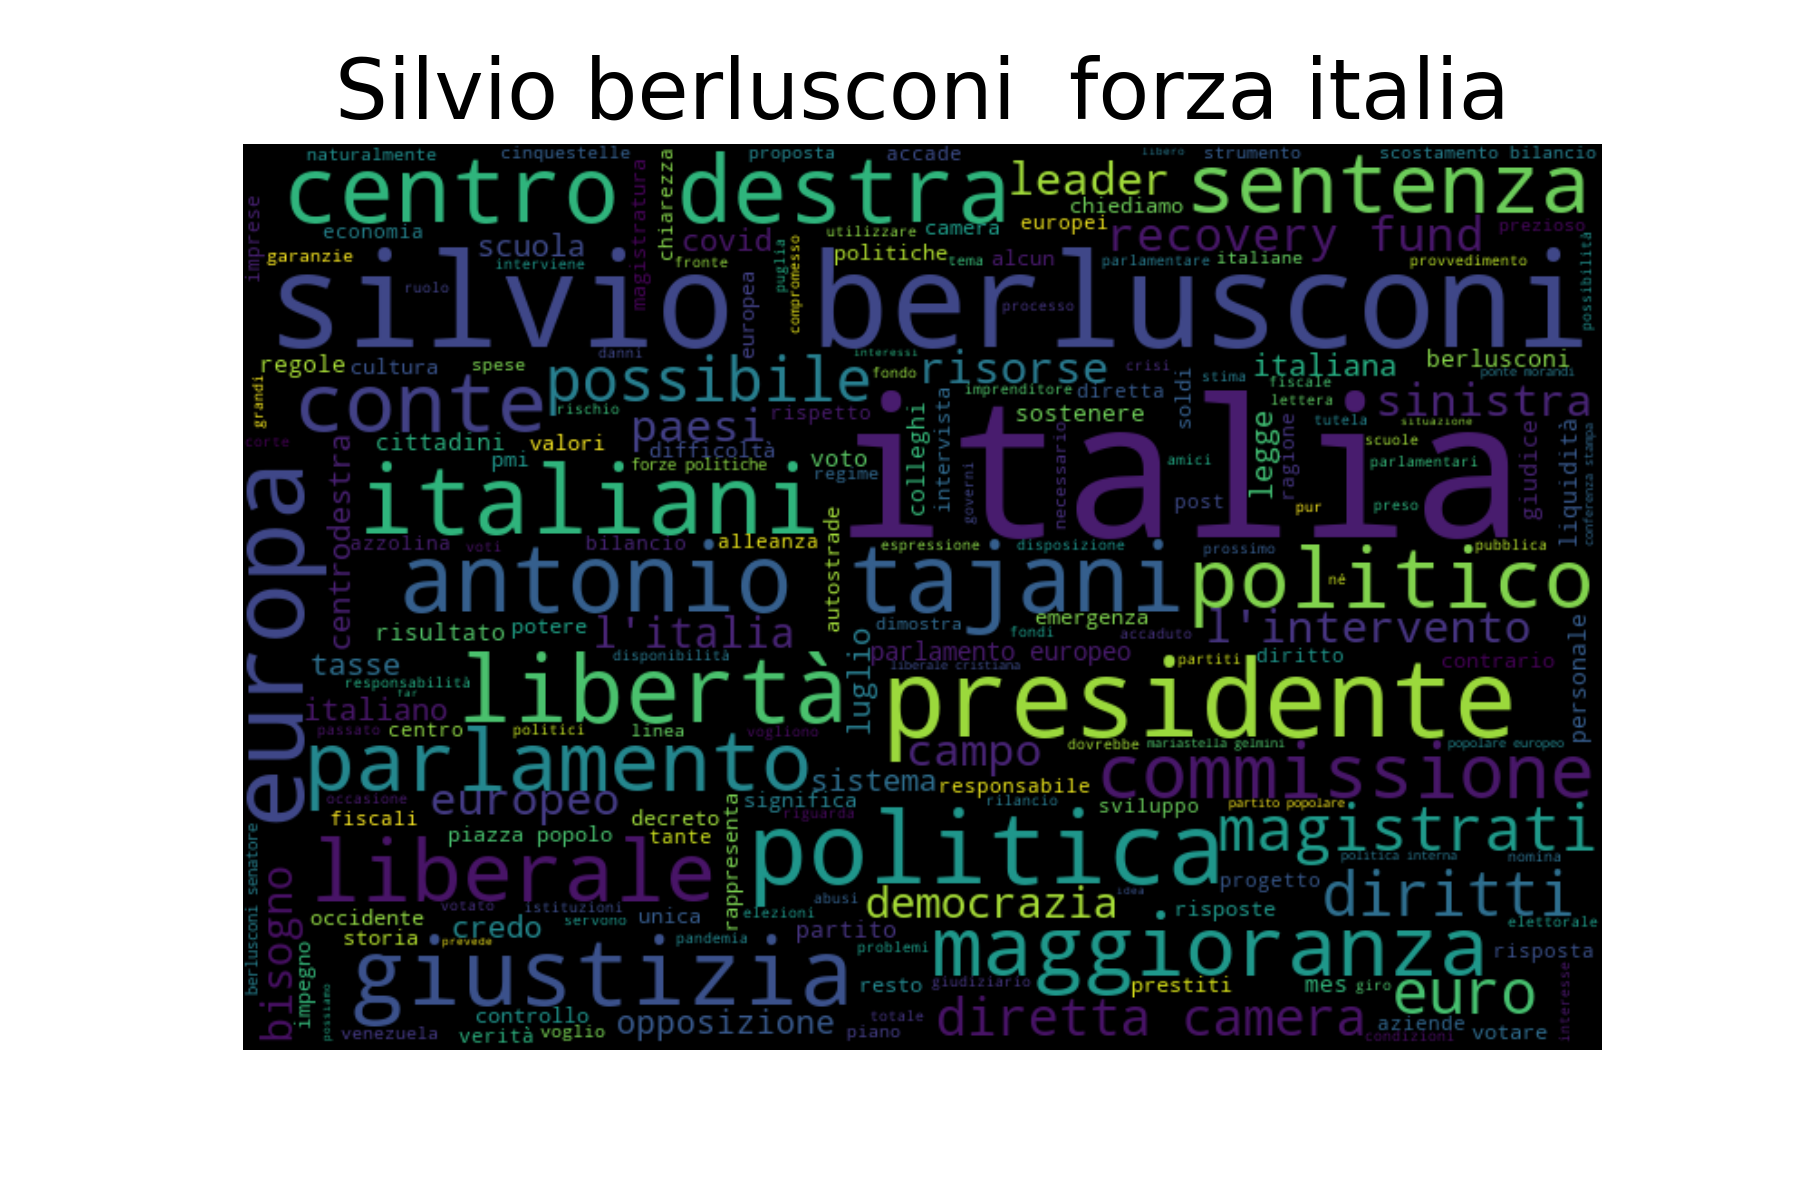 Silvio berlusconi  forza italia
naturalmente
cinquestelle
proposta
accade
libero
strumento
scostamento bilancio
centro destra
leader
sentenza
magistratura
chiarezza
chiediamo
imprese
economia
scuola
covid
utilizzare
camera
europei
recovery fund
prezioso
garanzie
interviene
fronte
puglia
compromesso
politiche
tema
alcun
parlamentare
italiane
provvedimento
possibilità
silvio berlusconi
ruolo
europea
processo
danni
interessi
regole
cultura
spese
possibile
fondo
risorse
crisi
soldi
stima
italiana
berlusconi
ponte morandi
fiscale
grandi
conte
rischio
paesi
rispetto
imprenditore
diretta
lettera
sinistra
corte
cittadini
valori
difficoltà
colleghi
intervista
sostenere
necessario
legge
ragione
tutela
situazione
scuole
giudice
liquidità
conferenza stampa
centrodestra
pmi
forze politiche
voto
regime
governi
amici
parlamentari
italiani
italia
post
pur
preso
europa
azzolina
voti
bilancio
alleanza
autostrade
espressione
disposizione
prossimo
pubblica
antonio tajani
politico
né
risultato
potere
l'italia
dimostra
fondi
emergenza
accaduto
l'intervento
personale
tasse
disponibilità
luglio
parlamento europeo
liberale cristiana
partiti
diritto
contrario
responsabilità
far
libertà
presidente
italiano
passato
centro
politici
linea
vogliono
campo
dovrebbe
mariastella gelmini
popolare europeo
parlamento
sistema
responsabile
commissione
occasione
europeo
significa
rilancio
sviluppo
partito popolare
fiscali
decreto
riguarda
magistrati
berlusconi senatore
piazza popolo
tante
rappresenta
politica
politica interna
nomina
liberale
bisogno
abusi
democrazia
idea
progetto
diritti
votato
istituzioni
occidente
credo
servono
unica
elezioni
risposte
elettorale
storia
prevede
pandemia
partito
problemi
maggioranza
risposta
impegno
possiamo
giustizia
resto
giudiziario
prestiti
mes
giro
euro
interesse
controllo
opposizione
totale
diretta camera
aziende
venezuela
verità
voglio
piano
condizioni
votare